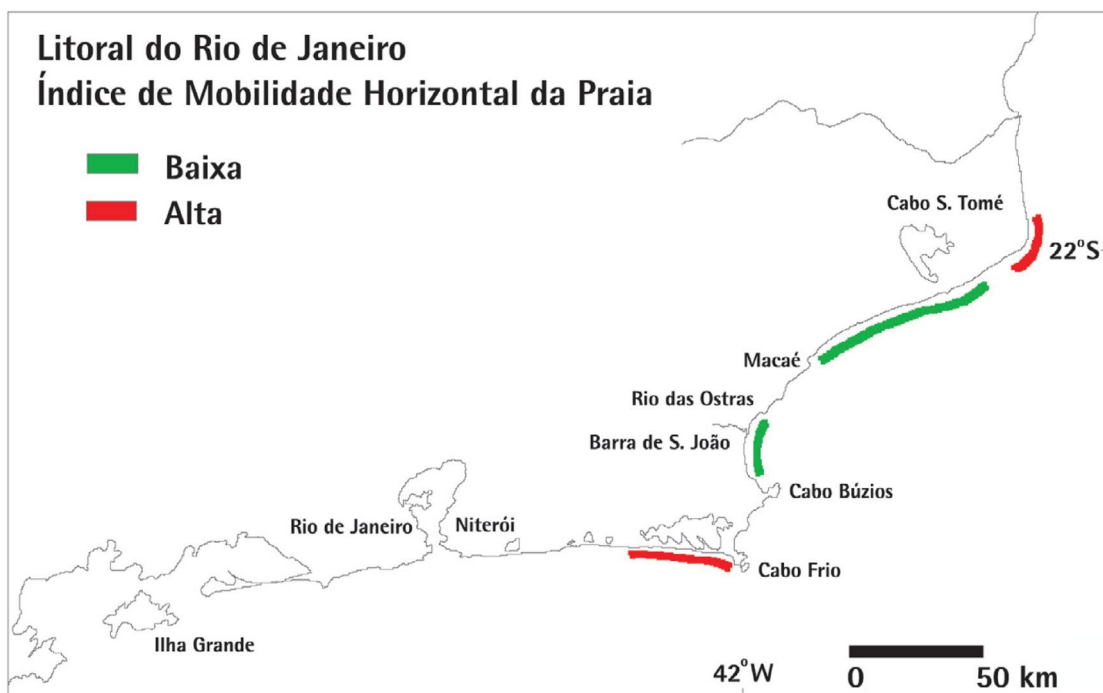 Litoral do Rio de Janeiro
Índice de Mobilidade Horizontal da Praia
Baixa
Alta
Cabo S. Tomé
22°S
Macaé
Rio das Ostras
Barra de S. João
Cabo Búzios
Rio de Janeiro
Niterói
Cabo Frio
Ilha Grande
42°W
0 50 km